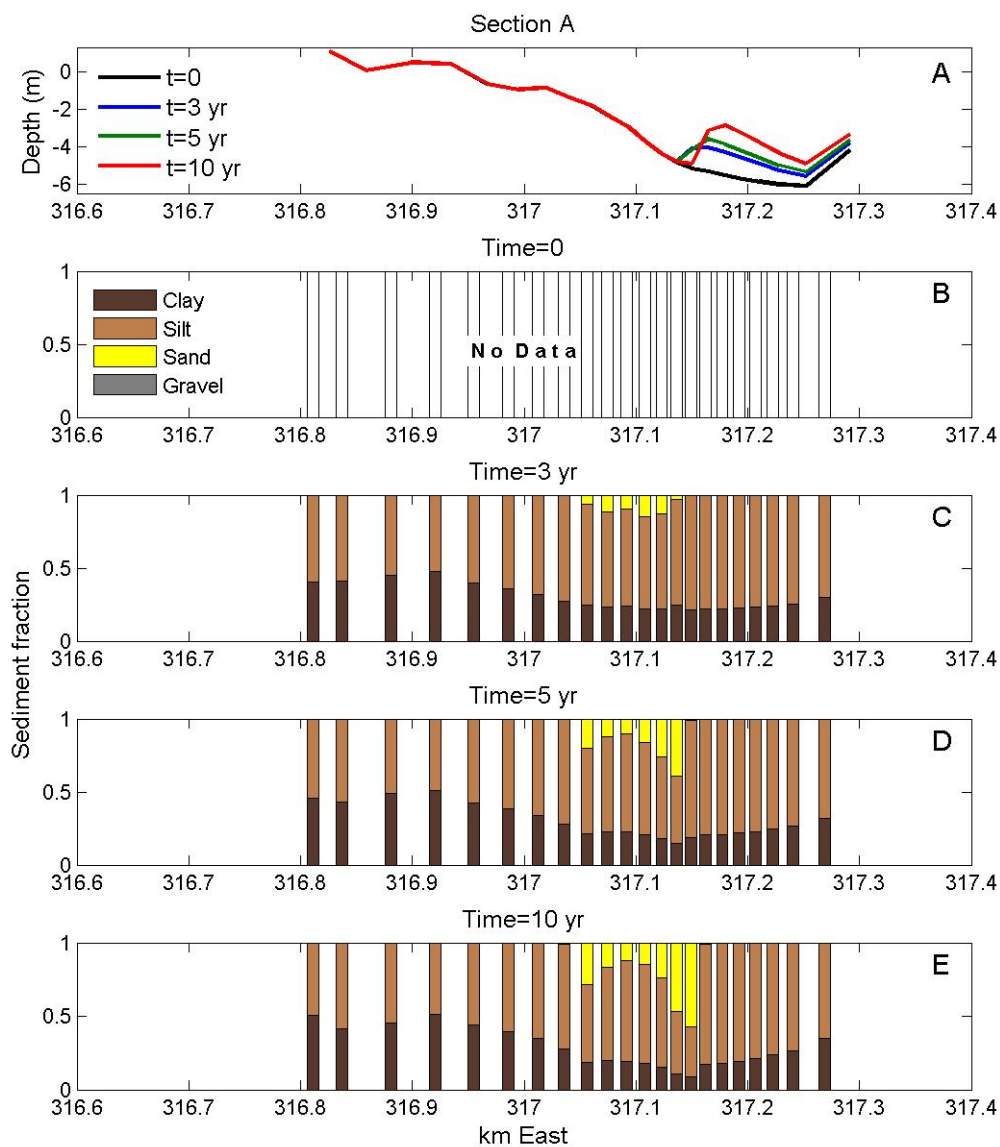 Section A
A
Depth (m)
0
-2
-4
-6
t=0
t=3 yr
t=5 yr
t=10 yr
316.6 316.7 316.8 316.9 317 317.1 317.2 317.3 317.4
Time=0
B
1
0.5
0
Clay
Silt
Sand
Gravel
No Data
316.6 316.7 316.8 316.9 317 317.1 317.2 317.3 317.4
Time=3 yr
C
1
0.5
0
316.6 316.7 316.8 316.9 317 317.1 317.2 317.3 317.4
Sediment fraction
Time=5 yr
D
1
0.5
0
316.6 316.7 316.8 316.9 317 317.1 317.2 317.3 317.4
Time=10 yr
E
1
0.5
0
316.6 316.7 316.8 316.9 317 317.1 317.2 317.3 317.4
km East